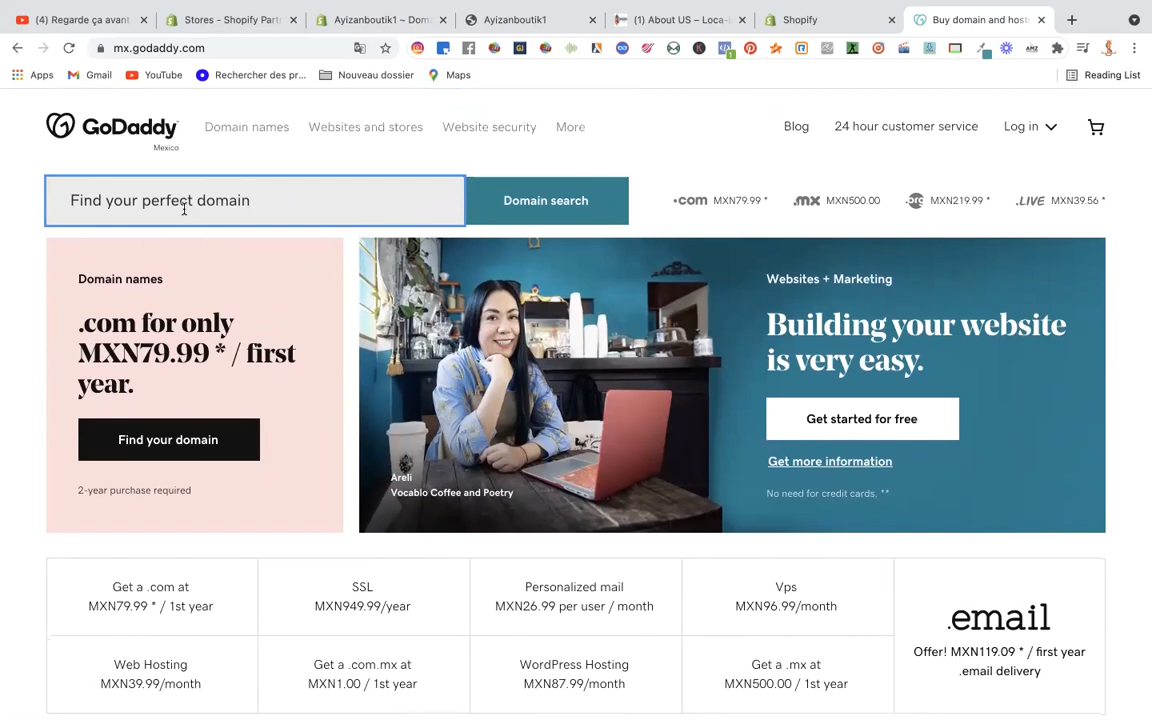 (4) Regarde ça avant
Stores - Shopify Part
Ayizanboutik1 ~ Doma
Ayizanboutik1
(1) About US – Loca-
Shopify
Buy domain and host
mx.godaddy.com
Apps
Gmail
YouTube
Rechercher des pr...
Nouveau dossier
Maps
Reading List
GoDaddy
Mexico
Domain names
Websites and stores
Website security
More
Blog
24 hour customer service
Log in
Find your perfect domain
Domain search
.com MXN79.99 *
.mx MXN500.00
.org MXN219.99 *
.LIVE MXN39.56 *
Domain names
.com for only
MXN79.99 * / first
year.
Find your domain
2-year purchase required
Areli
Vocablo Coffee and Poetry
Websites + Marketing
Building your website
is very easy.
Get started for free
Get more information
No need for credit cards. **
Get a .com at
MXN79.99 * / 1st year
SSL
MXN949.99/year
Personalized mail
MXN26.99 per user / month
Vps
MXN96.99/month
Web Hosting
MXN39.99/month
Get a .com.mx at
MXN1.00 / 1st year
WordPress Hosting
MXN87.99/month
Get a .mx at
MXN500.00 / 1st year
.email
Offer! MXN119.09 * / first year
.email delivery